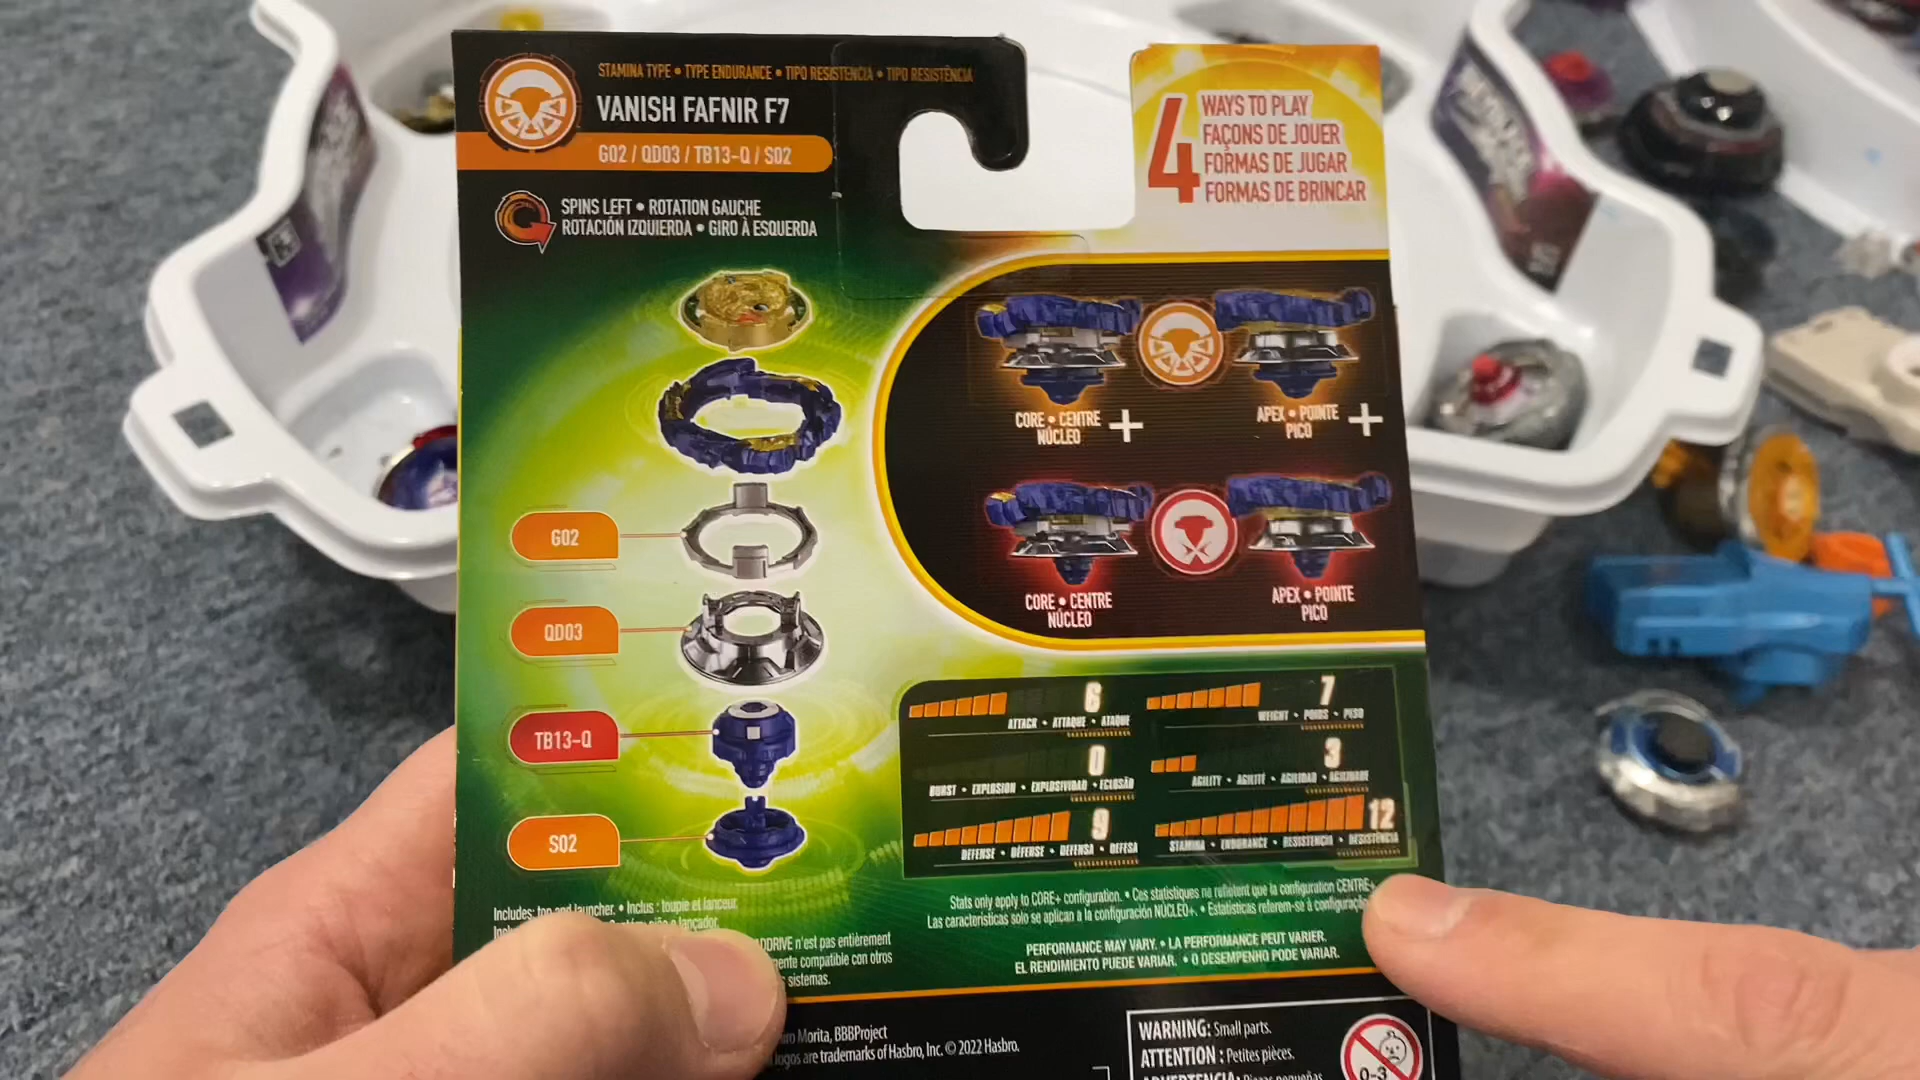 STAMINA TYPE • TYPE ENDURANCE • TIPO RESISTENCIA • TIPO RESISTÊNCIA
VANISH FAFNIR F7
G02 / QD03 / TB13-Q / S02
SPINS LEFT • ROTATION GAUCHE
ROTACIÓN IZQUIERDA • GIRO À ESQUERDA
4
WAYS TO PLAY
FAÇONS DE JOUER
FORMAS DE JUGAR
FORMAS DE BRINCAR
CORE • CENTRE
NÚCLEO
+
APEX • POINTE
PICO
+
CORE • CENTRE
NÚCLEO
APEX • POINTE
PICO
G02
QD03
TB13-Q
S02
6
ATTACK • ATTAQUE • ATAQUE
7
WEIGHT • POIDS • PESO
0
BURST • EXPLOSION • EXPLOSIVIDAD • ECLOSÃO
3
AGILITY • AGILITÉ • AGILIDAD • AGILIDADE
9
DEFENSE • DÉFENSE • DEFENSA • DEFESA
12
STAMINA • ENDURANCE • RESISTENCIA • RESISTÊNCIA
Stats only apply to CORE+ configuration. • Ces statistiques ne reflètent que la configuration CENTRE+
Las características solo se aplican a la configuración NÚCLEO+. • Estatísticas referem-se à configuração
PERFORMANCE MAY VARY. • LA PERFORMANCE PEUT VARIER.
EL RENDIMIENTO PUEDE VARIAR. • O DESEMPENHO PODE VARIAR.
Includes: top and launcher. • Inclus : toupie et lanceur.
lançador.
n'est pas entièrement
compatible con otros
sistemas.
Morita, BBBProject
are trademarks of Hasbro, Inc. © 2022 Hasbro.
WARNING: Small parts.
ATTENTION : Petites pièces.
0-3